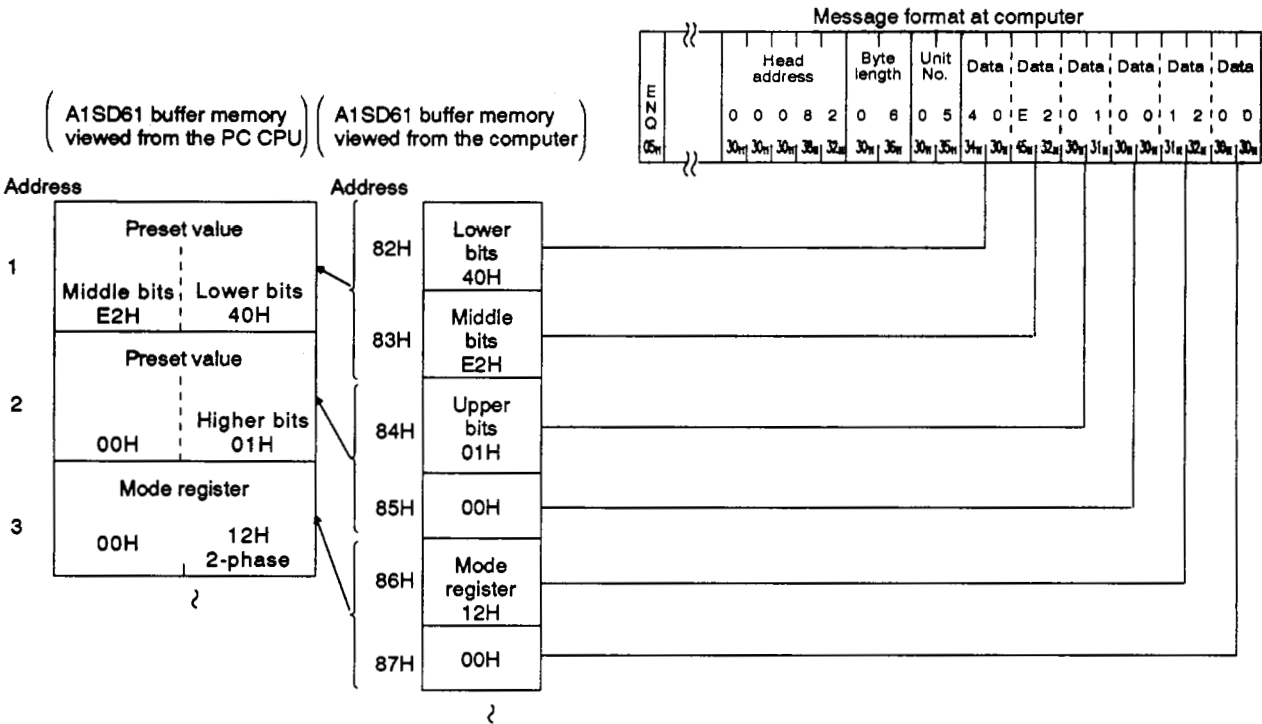 Message format at computer
ENQ Head address Byte length Unit No. Data Data Data Data Data Data
0 0 0 8 2 0 6 0 5 4 0 E 2 0 1 0 0 1 2 0 0
05H 30H 30H 30H 38H 32H 30H 36H 30H 35H 34H 30H 45H 32H 30H 31H 30H 30H 31H 32H 30H
(A1SD61 buffer memory viewed from the PC CPU)
(A1SD61 buffer memory viewed from the computer)
Address
Address
1
Preset value
Middle bits
E2H
Lower bits
40H
2
Preset value
00H
Higher bits
01H
3
Mode register
00H
12H
2-phase
82H
Lower
bits
40H
83H
Middle
bits
E2H
84H
Upper
bits
01H
85H
00H
86H
Mode
register
12H
87H
00H